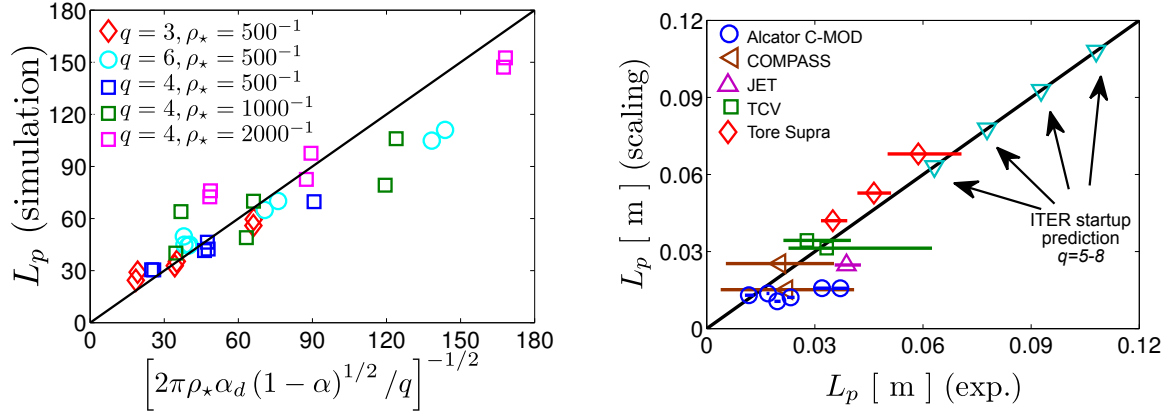 L_p (simulation)
180
150
120
90
60
30
0
q = 3, ρ⋆ = 500⁻¹
q = 6, ρ⋆ = 500⁻¹
q = 4, ρ⋆ = 500⁻¹
q = 4, ρ⋆ = 1000⁻¹
q = 4, ρ⋆ = 2000⁻¹
0 30 60 90 120 150 180
[2πρ⋆α_d (1 − α)^{1/2} /q]^{−1/2}
L_p [ m ] (scaling)
0.12
0.09
0.06
0.03
0
Alcator C-MOD
COMPASS
JET
TCV
Tore Supra
ITER startup
prediction
q=5-8
0 0.03 0.06 0.09 0.12
L_p [ m ] (exp.)